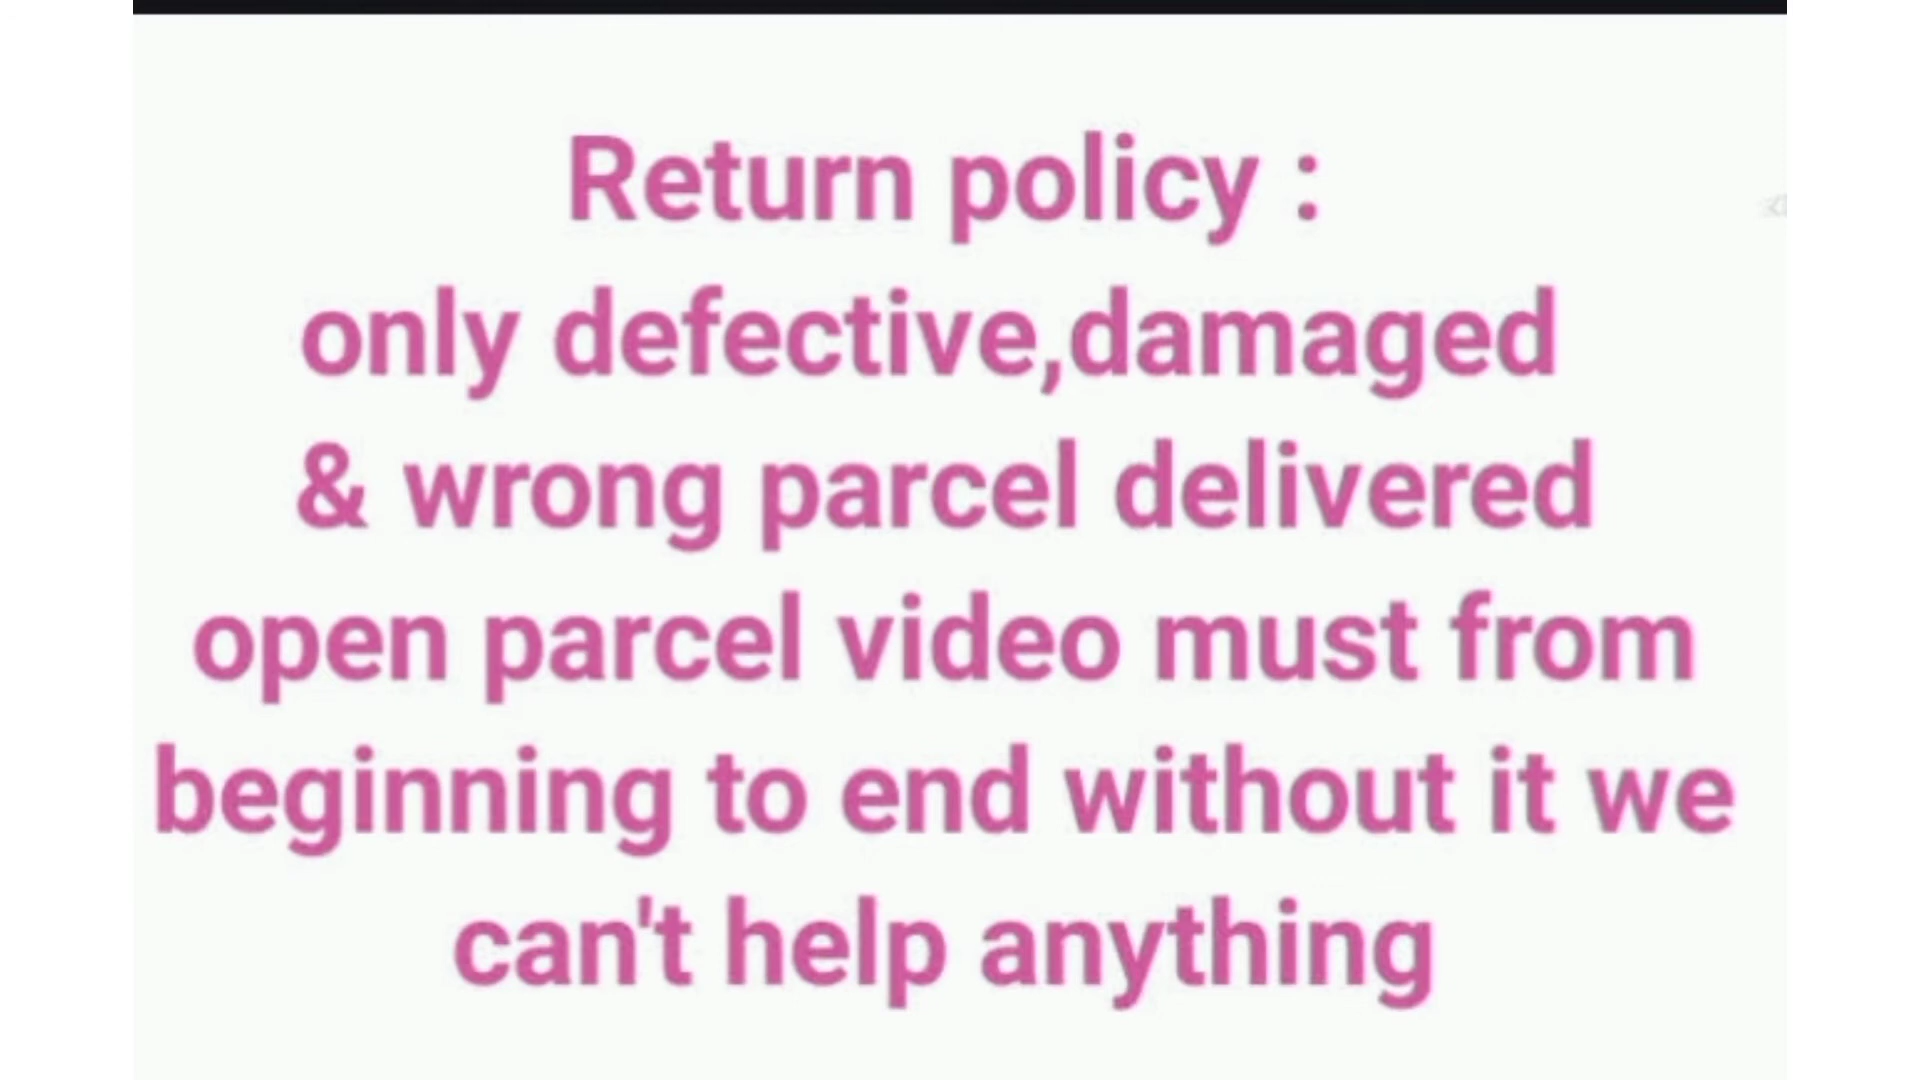 Return policy :
only defective,damaged
& wrong parcel delivered
open parcel video must from
beginning to end without it we
can't help anything